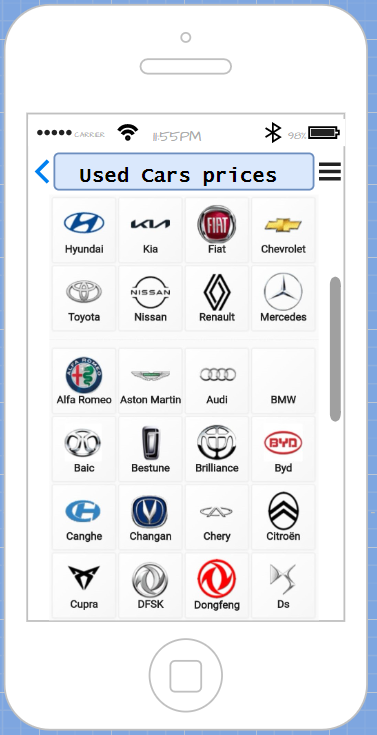 CARRIER 11:55PM 98%
Used Cars prices
Hyundai Kia Fiat Chevrolet
Toyota Nissan Renault Mercedes
Alfa Romeo Aston Martin Audi BMW
Baic Bestune Brilliance Byd
Canghe Changan Chery Citroën
Cupra DFSK Dongfeng Ds